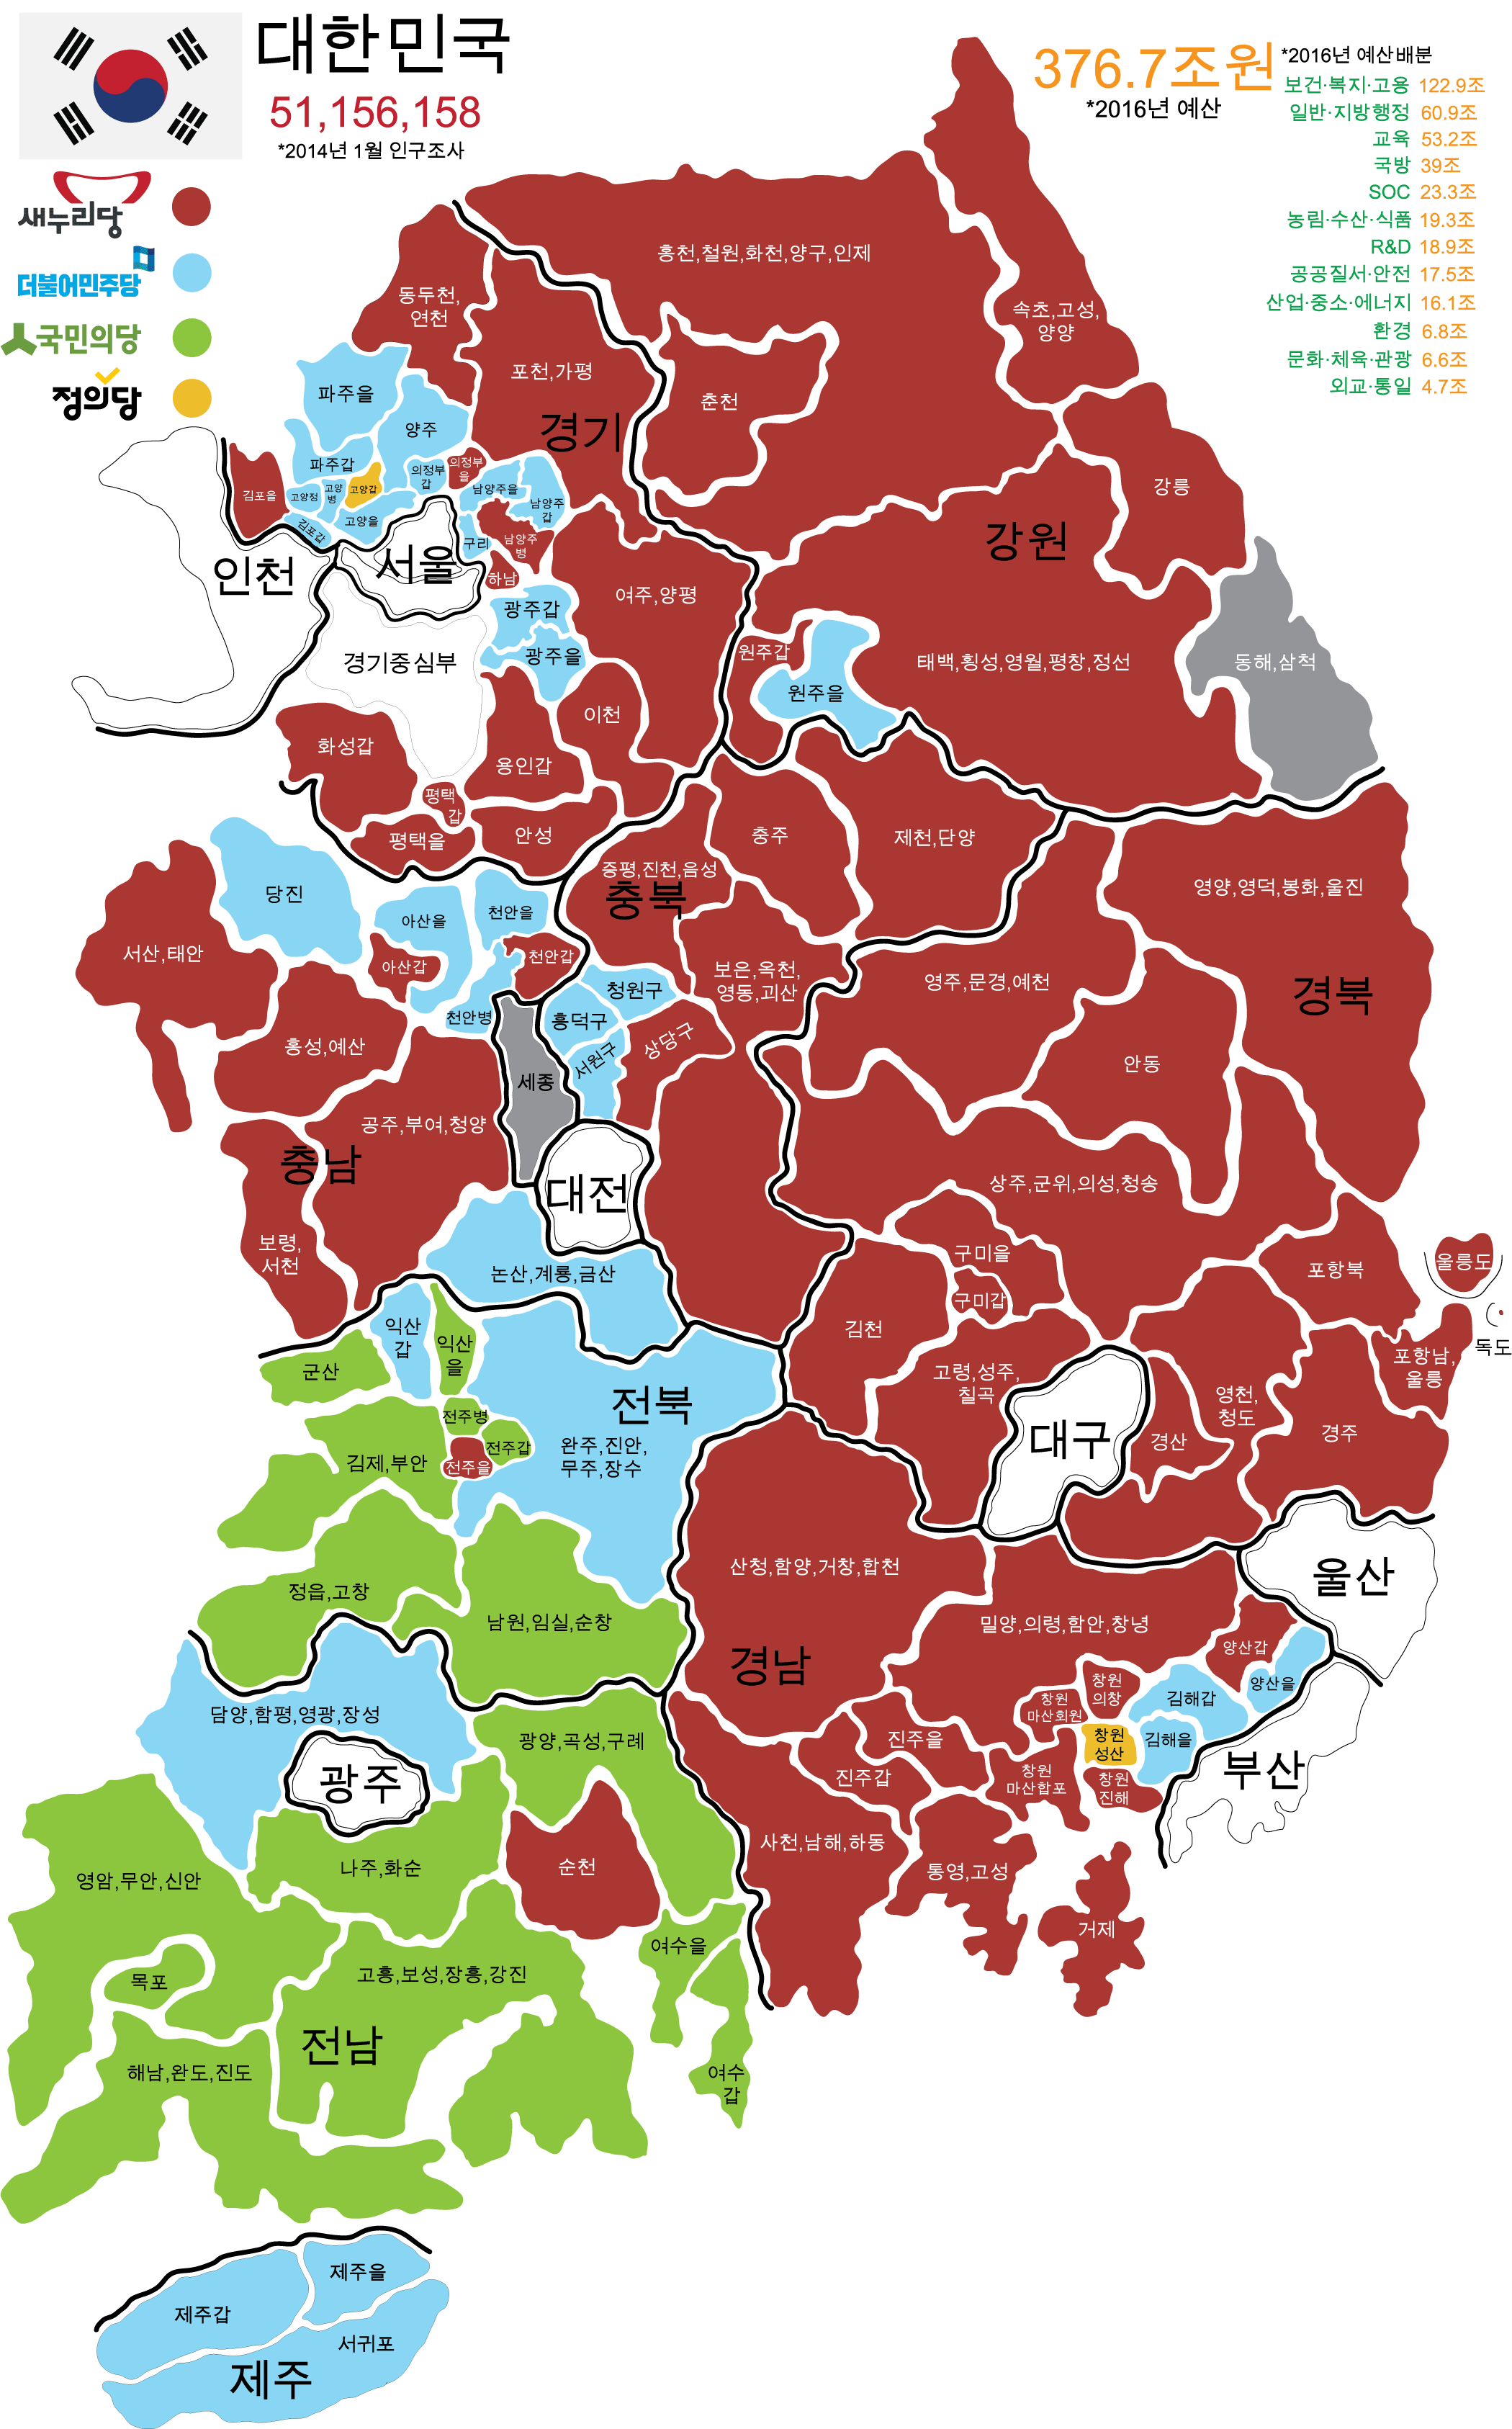 대한민국
51,156,158
*2014년 1월 인구조사
새누리당
더불어민주당
국민의당
정의당
376.7조원
*2016년 예산
*2016년 예산배분
보건·복지·고용 122.9조
일반·지방행정 60.9조
교육 53.2조
국방 39조
SOC 23.3조
농림·수산·식품 19.3조
R&D 18.9조
공공질서·안전 17.5조
산업·중소·에너지 16.1조
환경 6.8조
문화·체육·관광 6.6조
외교·통일 4.7조
홍천,철원,화천,양구,인제
동두천,
연천
속초,고성,
양양
포천,가평
파주을
춘천
경기
양주
파주갑
의정부
갑
의정부
을
강릉
김포을
고양정
고양
병
고양갑
남양주을
남양주
갑
고양을
김포갑
강원
구리
남양주
병
서울
인천
하남
여주,양평
광주갑
광주을
경기중심부
원주갑
태백,횡성,영월,평창,정선
동해,삼척
원주을
이천
화성갑
용인갑
평택
갑
평택을
안성
충주
제천,단양
증평,진천,음성
충북
당진
영양,영덕,봉화,울진
아산을
천안을
서산,태안
천안갑
아산갑
보은,옥천,
영동,괴산
영주,문경,예천
청원구
경북
천안병
흥덕구
홍성,예산
상당구
서원구
안동
세종
공주,부여,청양
충남
대전
상주,군위,의성,청송
보령,
서천
구미을
울릉도
포항북
논산,계룡,금산
구미갑
익산
갑
익산
을
김천
독도
군산
고령,성주,
칠곡
포항남,
울릉
전북
영천,
청도
전주병
대구
경산
경주
전주갑
완주,진안,
무주,장수
김제,부안
전주을
산청,함양,거창,합천
울산
정읍,고창
남원,임실,순창
밀양,의령,함안,창녕
양산갑
경남
창원
의창
양산을
창원
마산회원
김해갑
담양,함평,영광,장성
광양,곡성,구례
진주을
창원
성산
김해을
부산
광주
진주갑
창원
마산합포
창원
진해
사천,남해,하동
나주,화순
순천
통영,고성
영암,무안,신안
거제
여수을
목포
고흥,보성,장흥,강진
전남
해남,완도,진도
여수
갑
제주을
제주갑
서귀포
제주